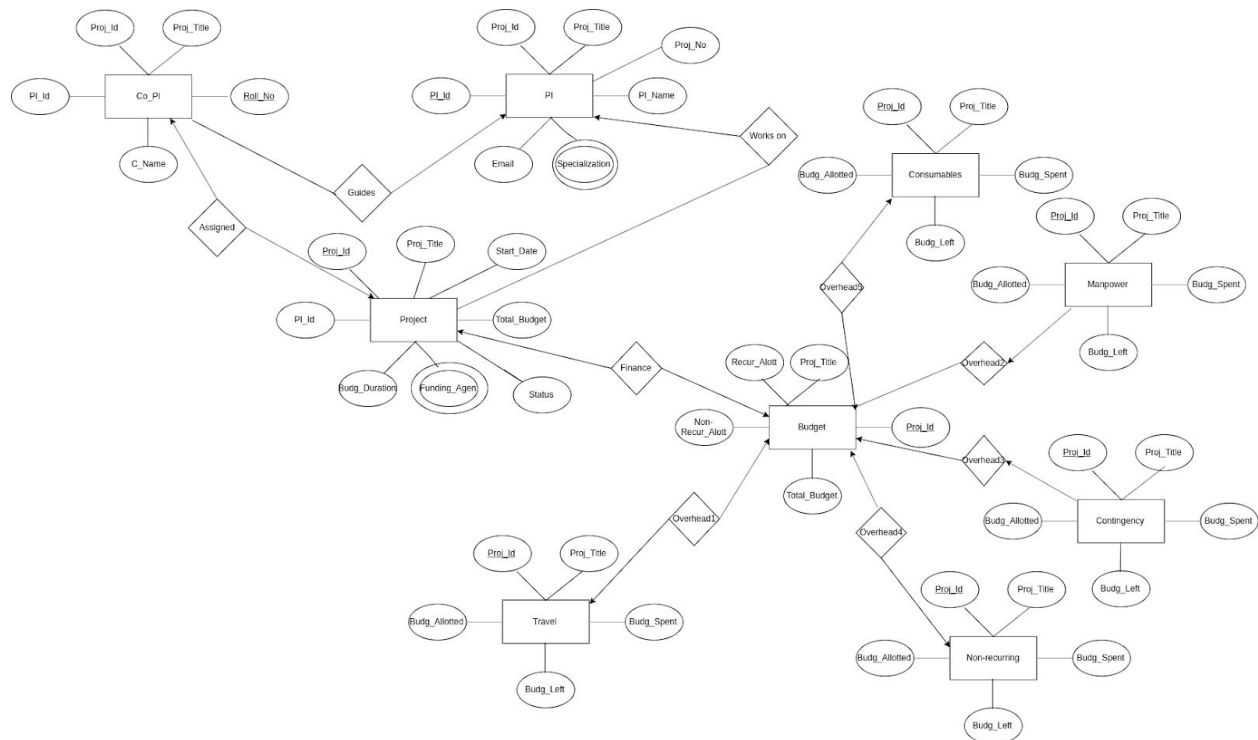 Proj_Id
Proj_Title
PI_Id
Co_PI
Roll_No
C_Name
Proj_Id
Proj_Title
Proj_No
PI_Id
PI
PI_Name
Email
Specialization
Works on
Guides
Assigned
Proj_Id
Proj_Title
Start_Date
PI_Id
Project
Total_Budget
Budg_Duration
Funding_Agen
Status
Finance
Proj_Id
Proj_Title
Budg_Allotted
Consumables
Budg_Spent
Budg_Left
Overhead5
Proj_Id
Proj_Title
Budg_Allotted
Manpower
Budg_Spent
Budg_Left
Overhead2
Recur_Alott
Proj_Title
Non-
Recur_Alott
Budget
Proj_Id
Total_Budget
Overhead3
Proj_Id
Proj_Title
Budg_Allotted
Contingency
Budg_Spent
Budg_Left
Overhead1
Overhead4
Proj_Id
Proj_Title
Budg_Allotted
Travel
Budg_Spent
Budg_Left
Proj_Id
Proj_Title
Budg_Allotted
Non-recurring
Budg_Spent
Budg_Left